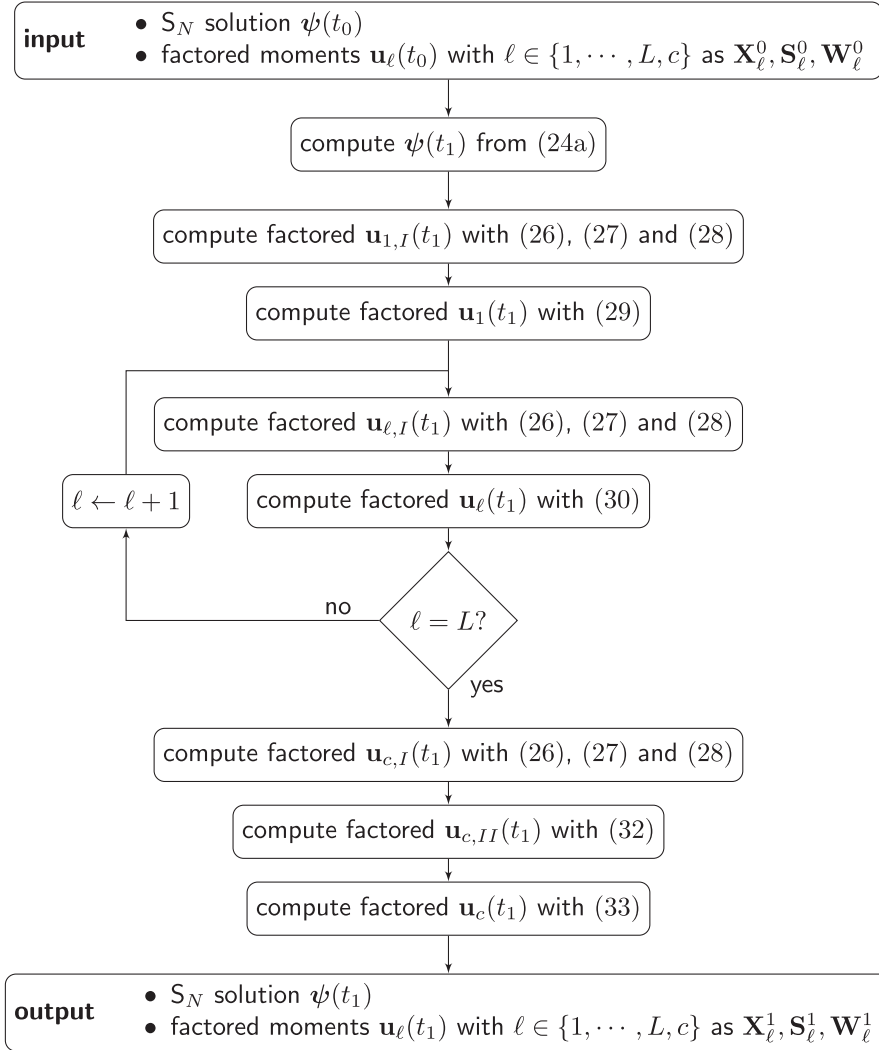 input
• S_N solution ψ(t_0)
• factored moments u_ℓ(t_0) with ℓ ∈ {1, ⋯ , L, c} as X_ℓ^0, S_ℓ^0, W_ℓ^0
compute ψ(t_1) from (24a)
compute factored u_{1,I}(t_1) with (26), (27) and (28)
compute factored u_1(t_1) with (29)
compute factored u_{ℓ,I}(t_1) with (26), (27) and (28)
ℓ ← ℓ + 1
compute factored u_ℓ(t_1) with (30)
no
ℓ = L?
yes
compute factored u_{c,I}(t_1) with (26), (27) and (28)
compute factored u_{c,II}(t_1) with (32)
compute factored u_c(t_1) with (33)
output
• S_N solution ψ(t_1)
• factored moments u_ℓ(t_1) with ℓ ∈ {1, ⋯ , L, c} as X_ℓ^1, S_ℓ^1, W_ℓ^1